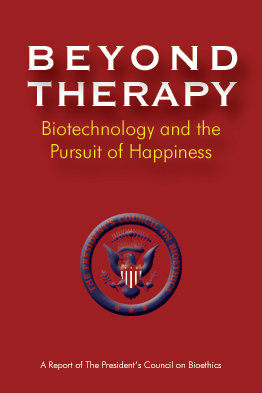 BEYOND
THERAPY
Biotechnology and the
Pursuit of Happiness
THE PRESIDENT'S COUNCIL ON BIOETHICS
A Report of The President's Council on Bioethics